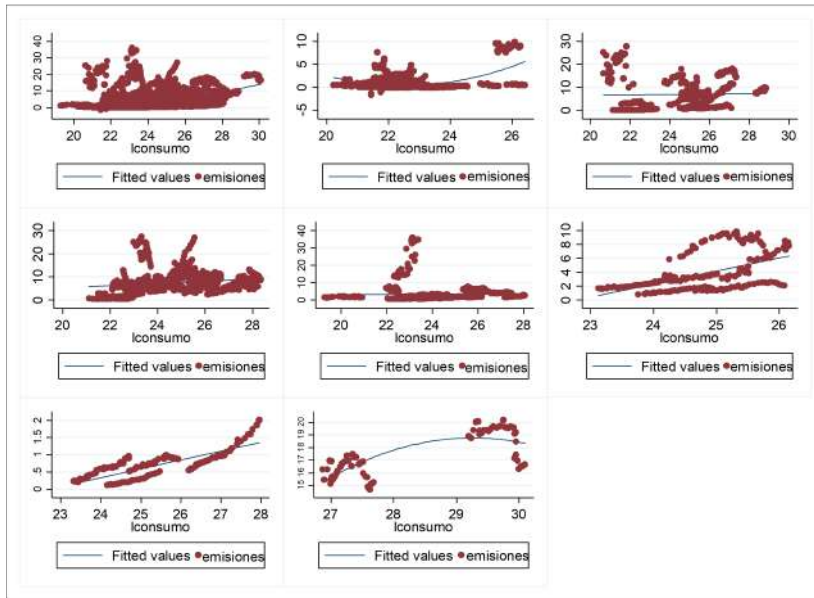 40
30
20
10
0
20 22 24 26 28 30
lconsumo
Fitted values emisiones
10
5
0
-5
20 22 24 26
lconsumo
Fitted values emisiones
30
20
10
0
20 22 24 26 28 30
lconsumo
Fitted values emisiones
30
20
10
0
20 22 24 26 28
lconsumo
Fitted values emisiones
40
30
20
10
0
20 22 24 26 28
lconsumo
Fitted values emisiones
10
8
6
4
2
0
23 24 25 26
lconsumo
Fitted values emisiones
2
1.5
1
.5
0
23 24 25 26 27 28
lconsumo
Fitted values emisiones
20
19
18
17
16
15
27 28 29 30
lconsumo
Fitted values emisiones